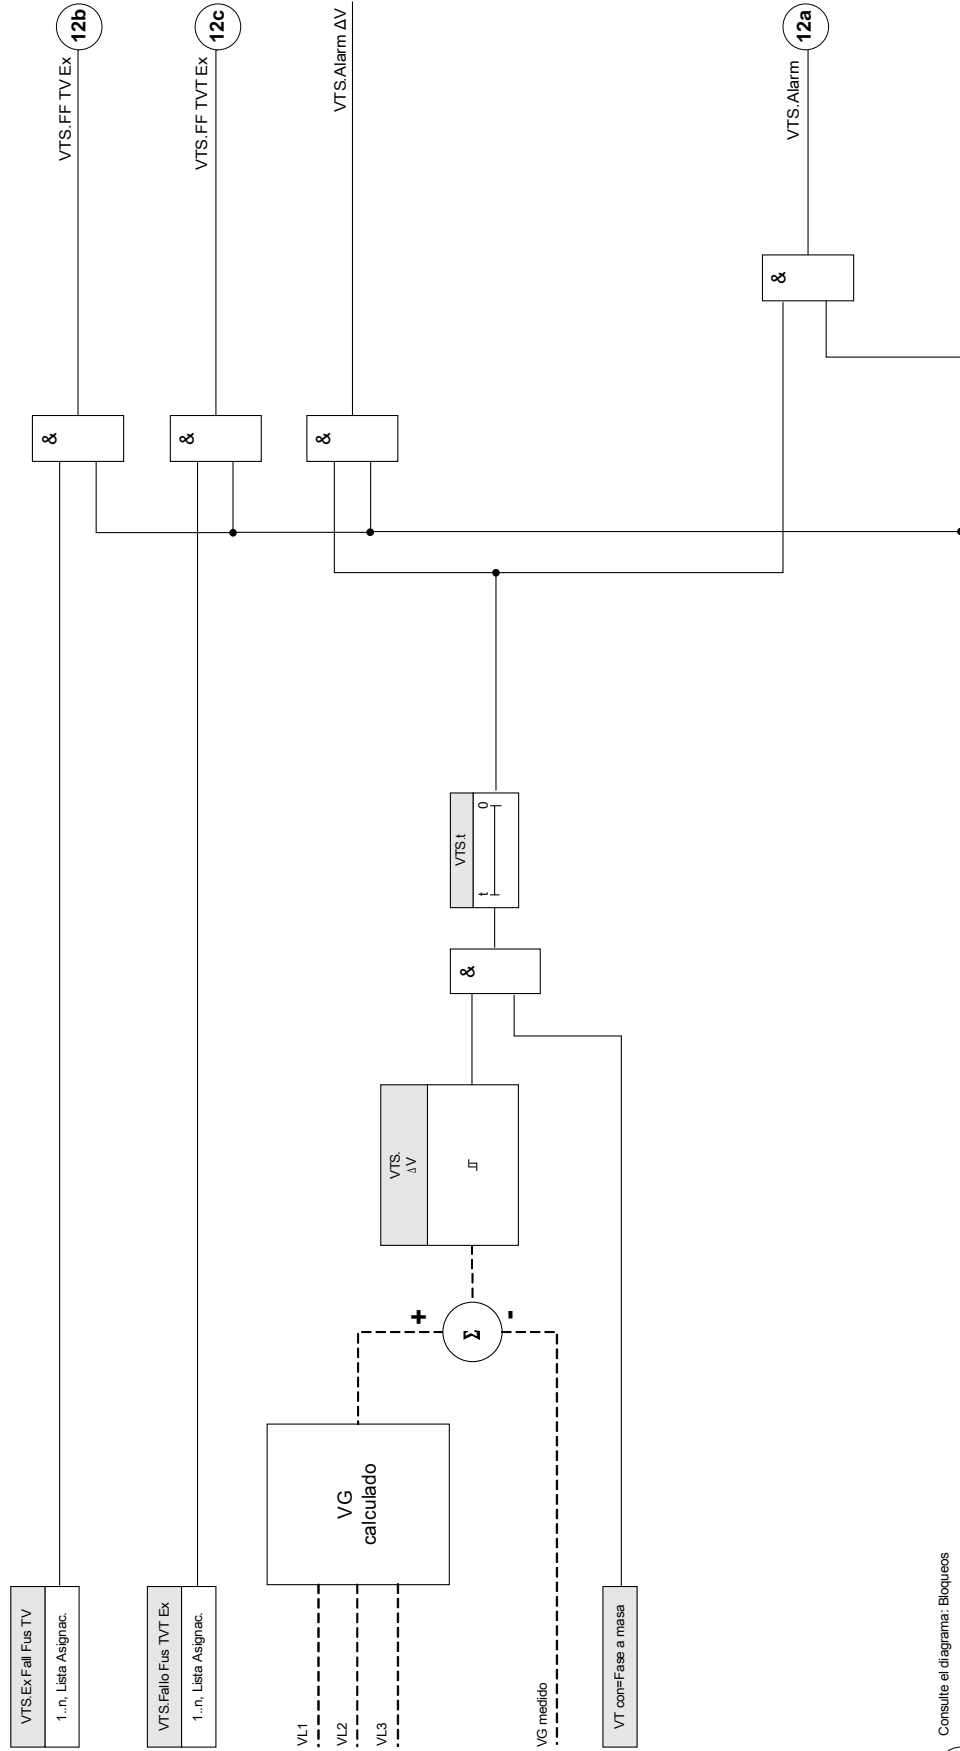 VTS.Ex Fall Fus TV
1..n, Lista Asignac.
&
VTS.FF TV Ex
12b
VTS.Fallo Fus TVT Ex
1..n, Lista Asignac.
&
VTS.FF TVT Ex
12c
VL1
VL2
VL3
VG
calculado
+
Σ
-
VTS.
ΔV
&
VTS.t
t
0
&
VTS.Alarm ΔV
VG medido
VT con=Fase a masa
&
VTS.Alarm
12a
Consulte el diagrama: Bloqueos